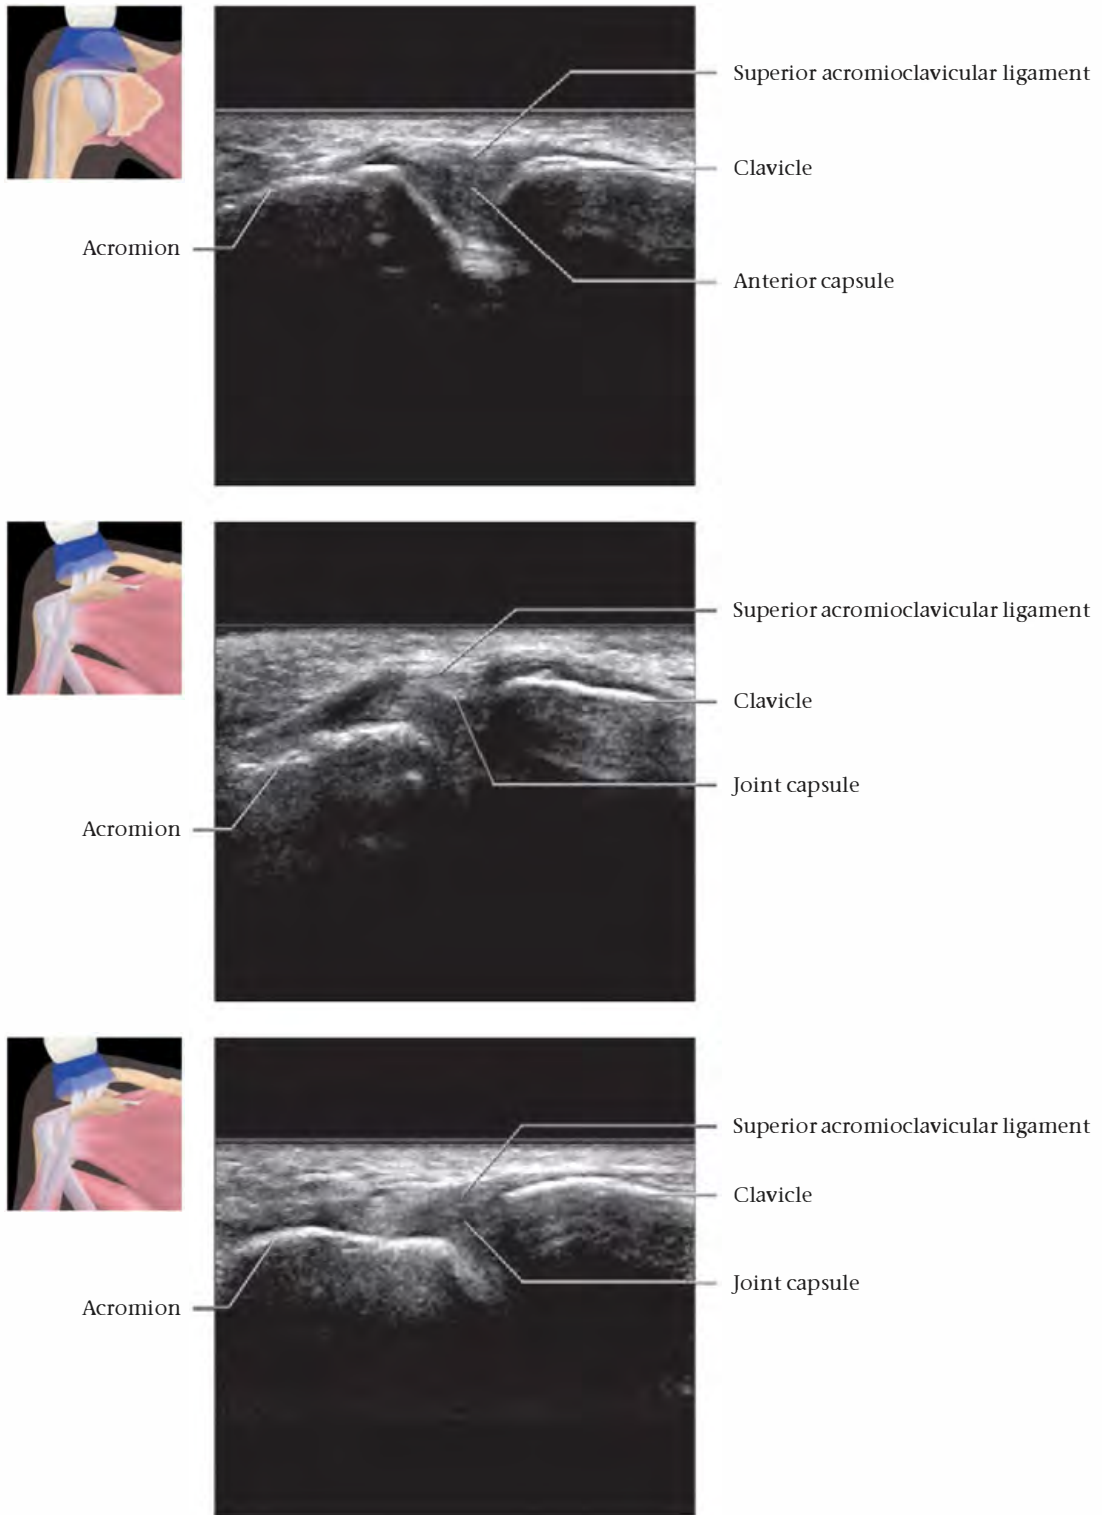 Superior acromioclavicular ligament
Clavicle
Acromion
Anterior capsule
Superior acromioclavicular ligament
Clavicle
Joint capsule
Acromion
Superior acromioclavicular ligament
Clavicle
Joint capsule
Acromion